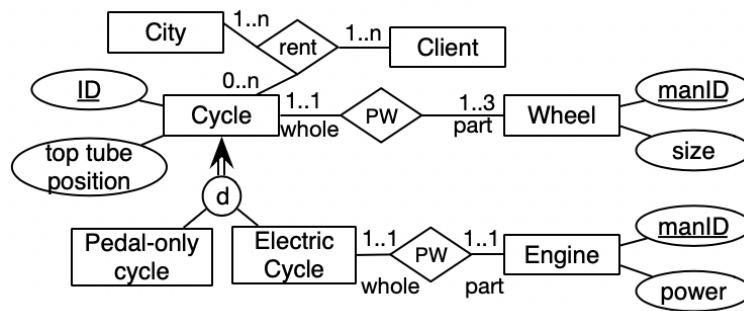 1..n
City
rent
1..n
Client
0..n
ID
Cycle
1..1
whole
PW
1..3
part
Wheel
manID
size
top tube
position
d
Pedal-only
cycle
Electric
Cycle
1..1
whole
PW
1..1
part
Engine
manID
power